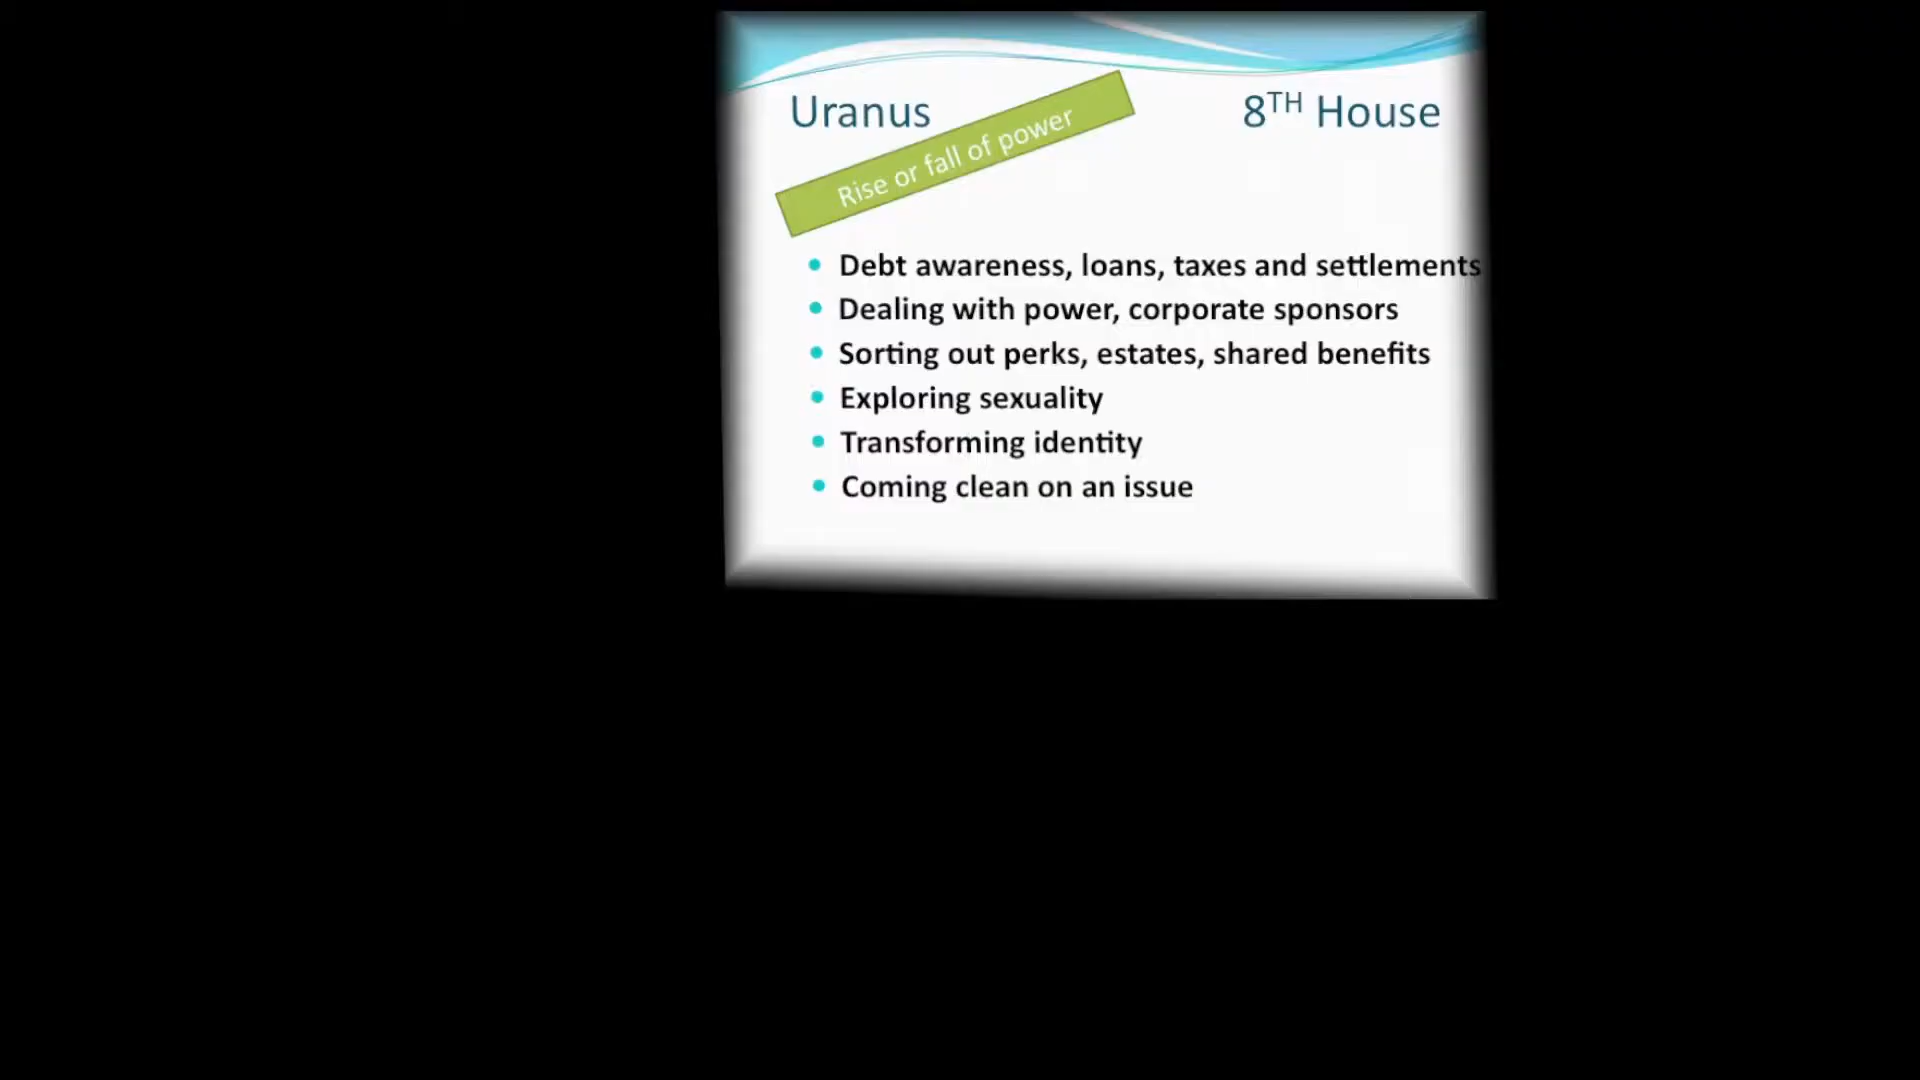 Uranus 8TH House
Rise or fall of power
Debt awareness, loans, taxes and settlements
Dealing with power, corporate sponsors
Sorting out perks, estates, shared benefits
Exploring sexuality
Transforming identity
Coming clean on an issue